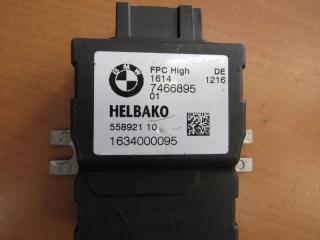 BMW
FPC High DE
1614 1216
7466895
01
HELBAKO
558921 10
1634000095